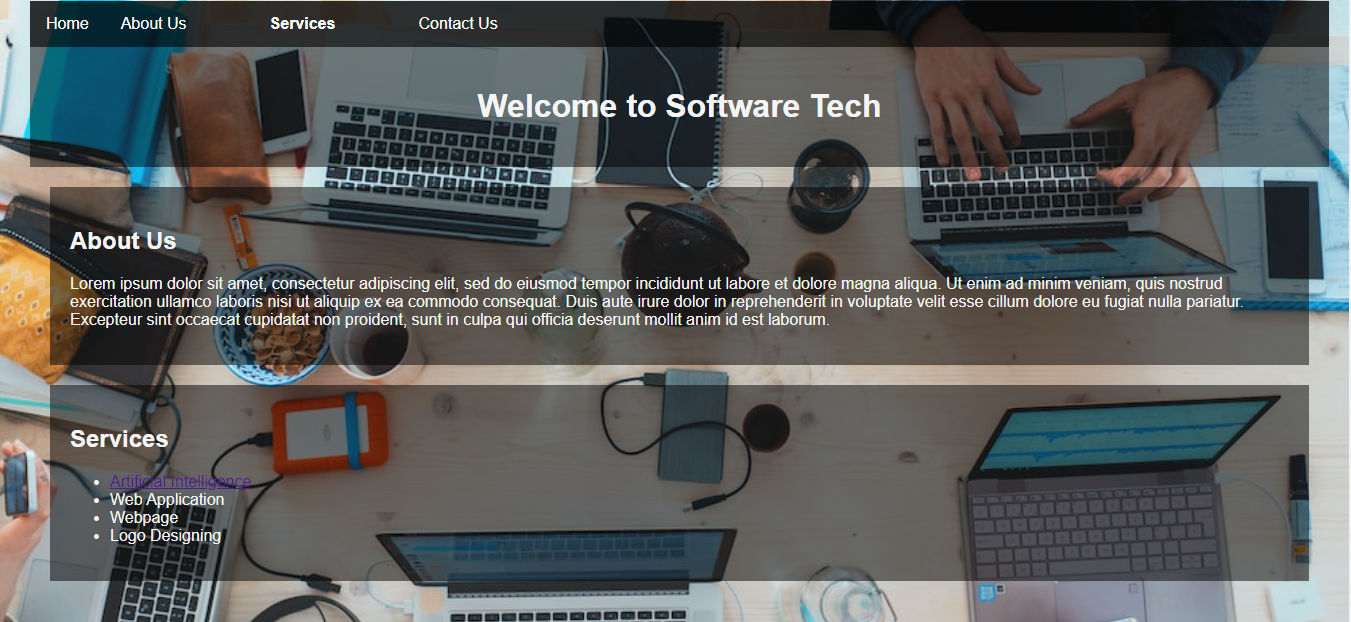 Home About Us Services Contact Us
Welcome to Software Tech
About Us
Lorem ipsum dolor sit amet, consectetur adipiscing elit, sed do eiusmod tempor incididunt ut labore et dolore magna aliqua. Ut enim ad minim veniam, quis nostrud
exercitation ullamco laboris nisi ut aliquip ex ea commodo consequat. Duis aute irure dolor in reprehenderit in voluptate velit esse cillum dolore eu fugiat nulla pariatur.
Excepteur sint occaecat cupidatat non proident, sunt in culpa qui officia deserunt mollit anim id est laborum.
Services
Artificial Intelligence
Web Application
Webpage
Logo Designing